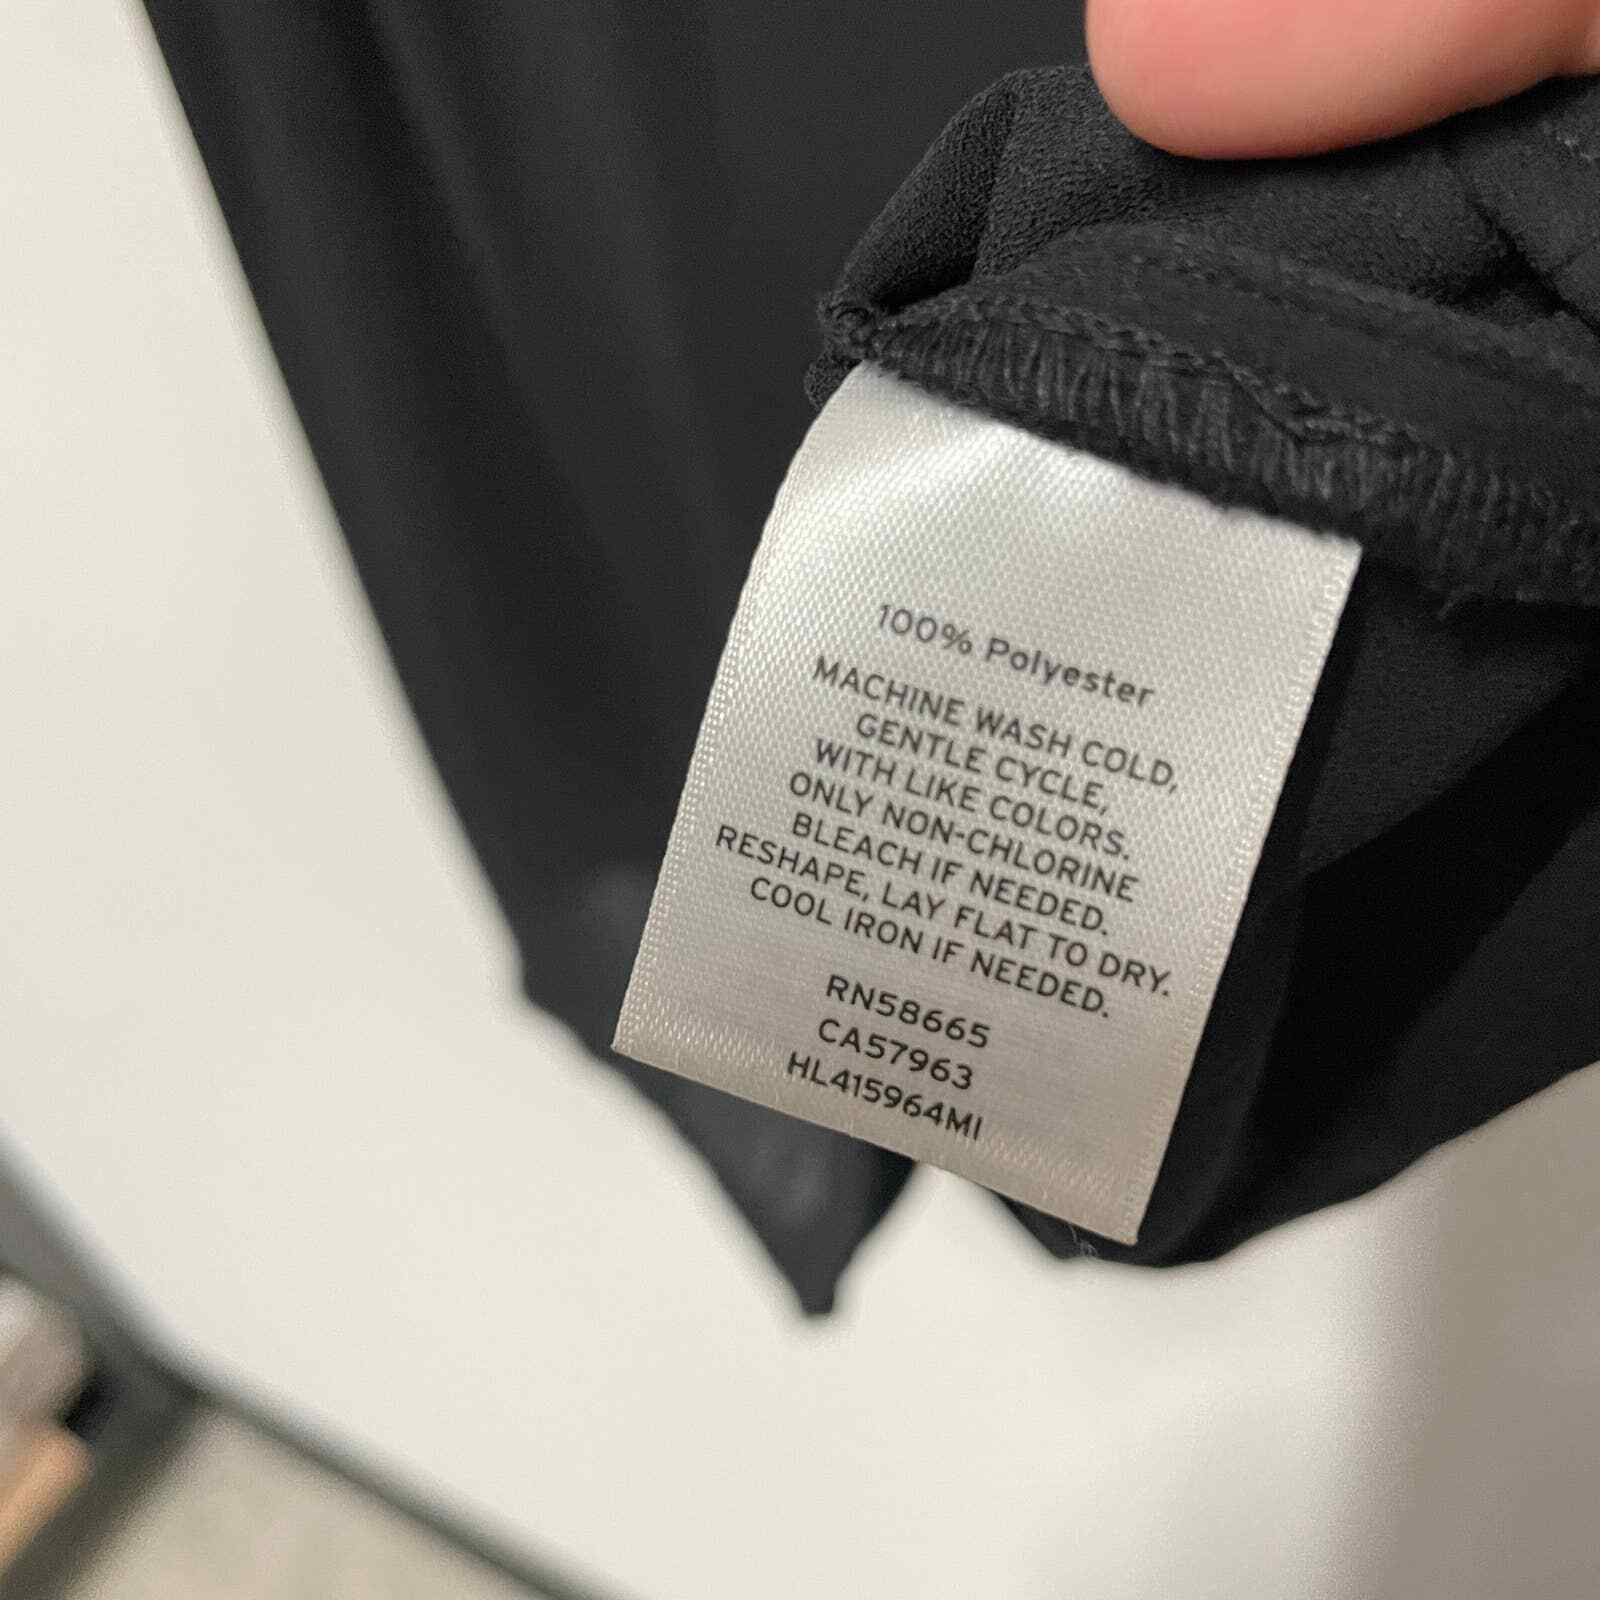 100% Polyester
MACHINE WASH COLD,
GENTLE CYCLE,
WITH LIKE COLORS.
ONLY NON-CHLORINE
BLEACH IF NEEDED.
RESHAPE, LAY FLAT TO DRY.
COOL IRON IF NEEDED.
RN58665
CA57963
HL415964MI